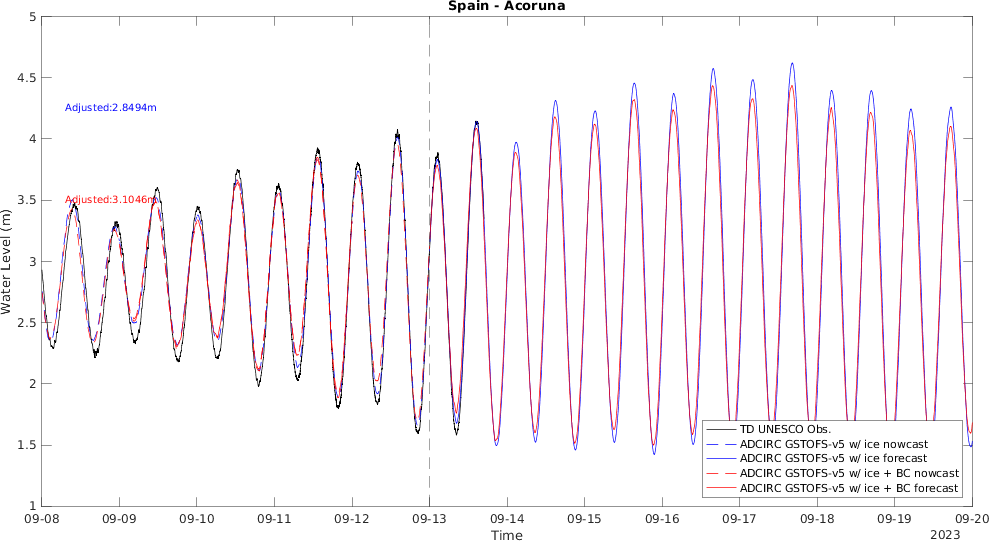 Spain - Acoruna
5
4.5
4
3.5
3
2.5
2
1.5
1
Water Level (m)
Adjusted:2.8494m
Adjusted:3.1046m
TD UNESCO Obs.
ADCIRC GSTOFS-v5 w/ ice nowcast
ADCIRC GSTOFS-v5 w/ ice forecast
ADCIRC GSTOFS-v5 w/ ice + BC nowcast
ADCIRC GSTOFS-v5 w/ ice + BC forecast
09-08 09-09 09-10 09-11 09-12 09-13 09-14 09-15 09-16 09-17 09-18 09-19 09-20
Time
2023